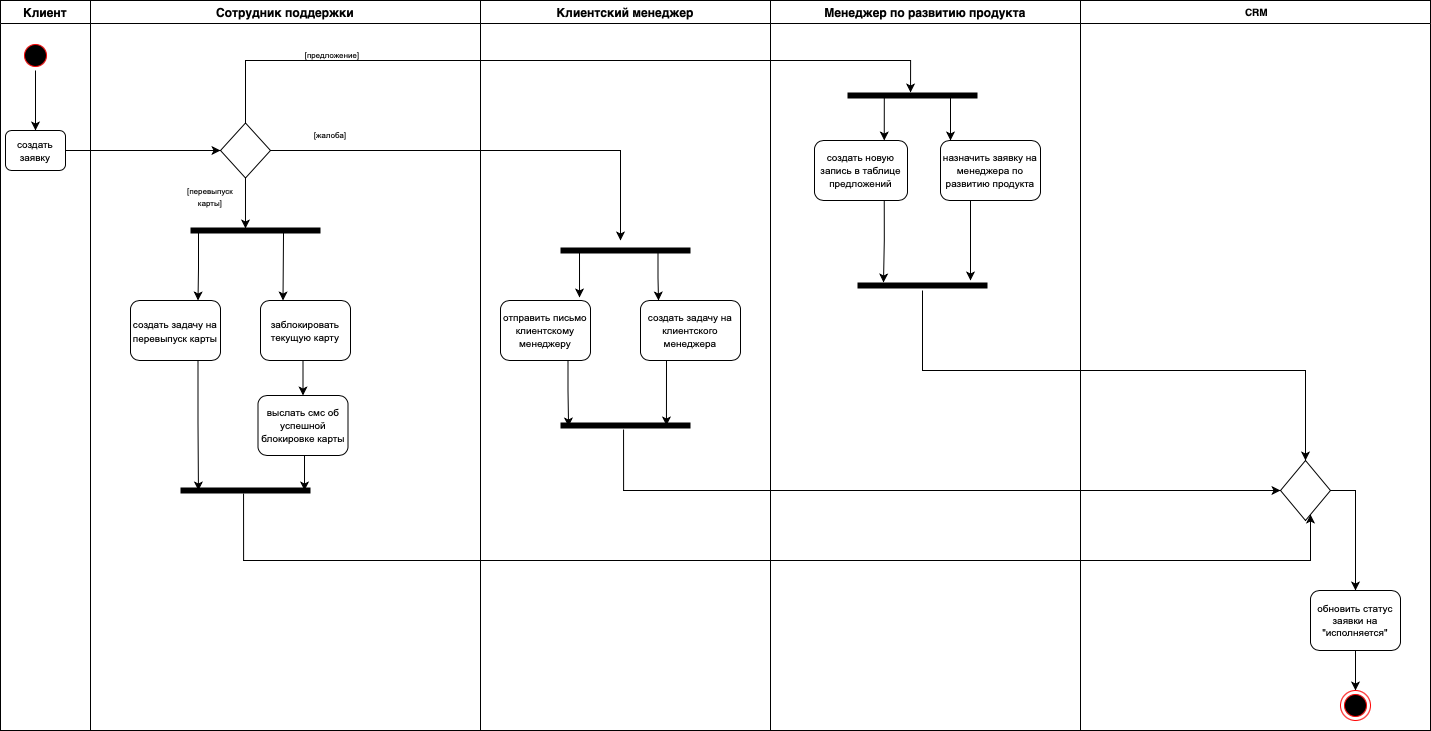 Клиент
Сотрудник поддержки
Клиентский менеджер
Менеджер по развитию продукта
CRM
[предложение]
[жалоба]
создать
заявку
[перевыпуск
карты]
создать новую
запись в таблице
предложений
назначить заявку на
менеджера по
развитию продукта
создать задачу на
перевыпуск карты
заблокировать
текущую карту
отправить письмо
клиентскому
менеджеру
создать задачу на
клиентского
менеджера
выслать смс об
успешной
блокировке карты
обновить статус
заявки на
"исполняется"